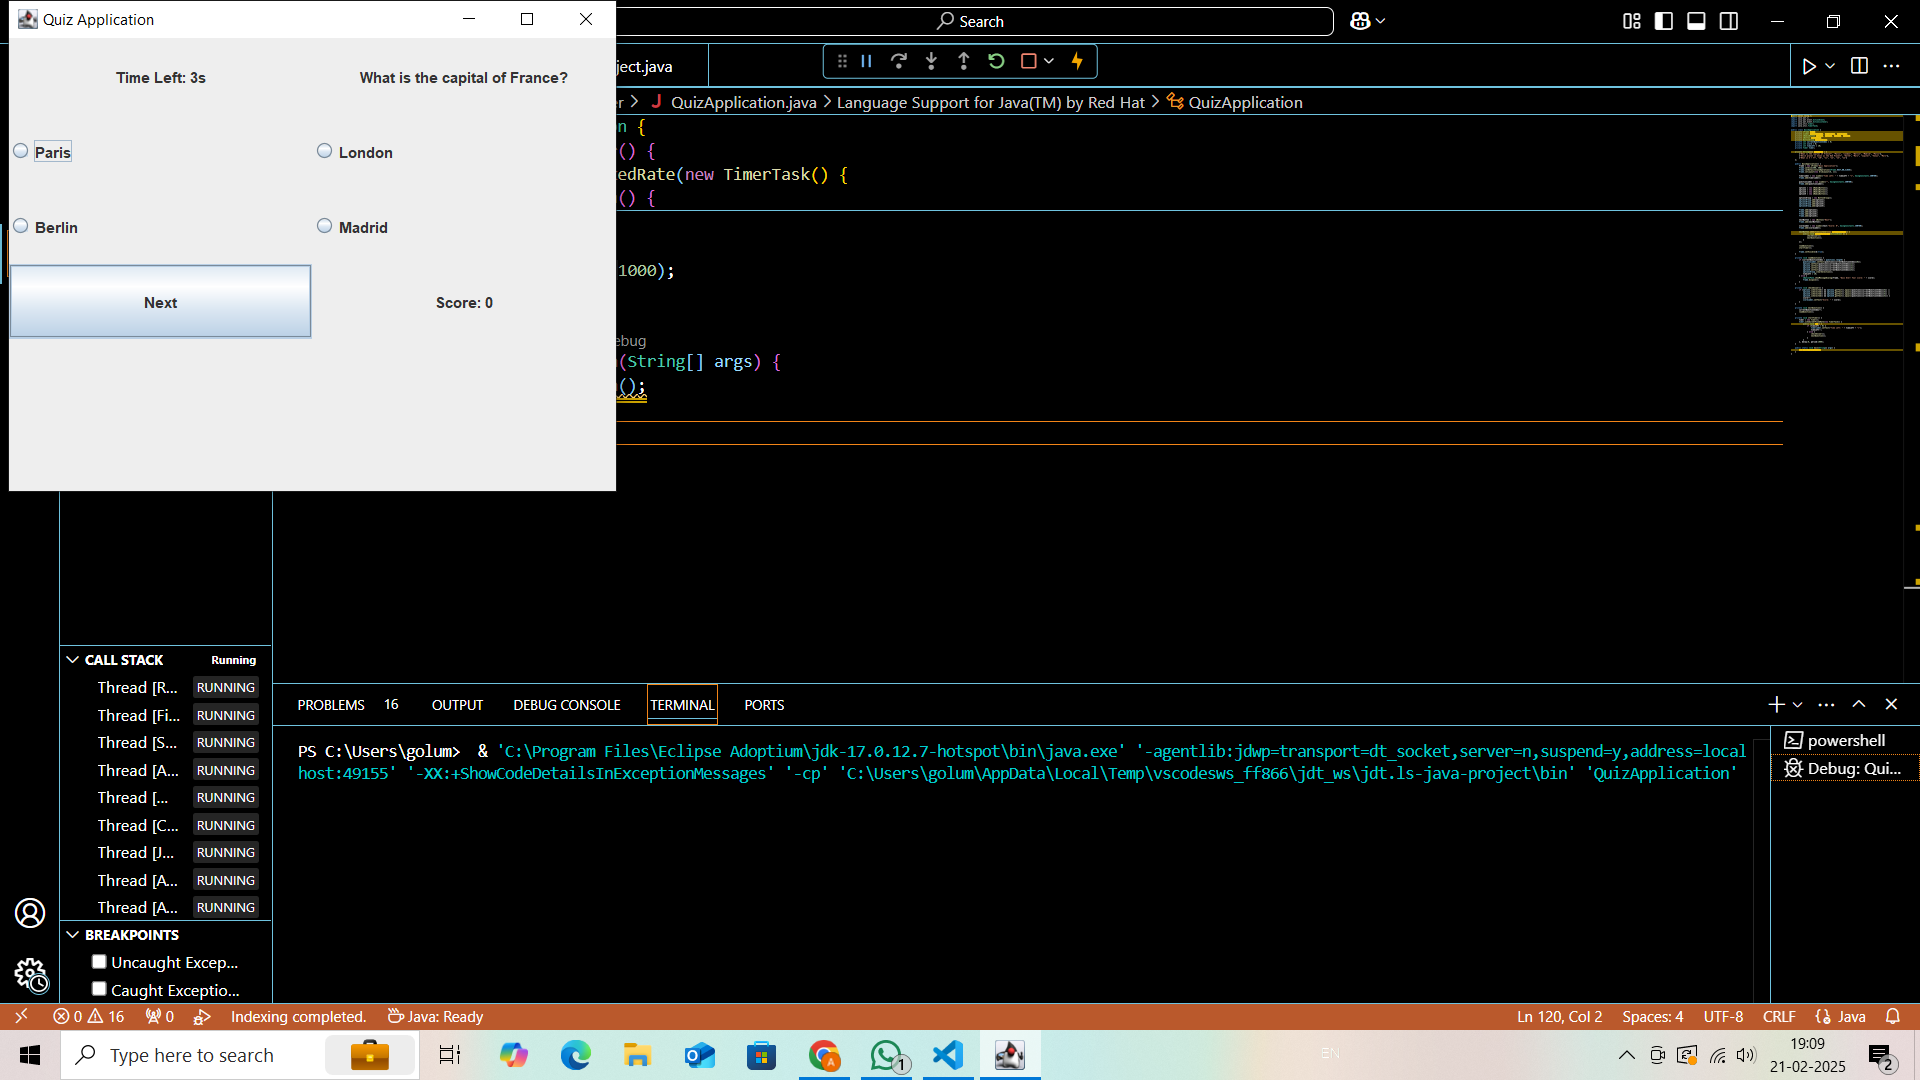 Quiz Application
Time Left: 3s
What is the capital of France?
Paris
London
Berlin
Madrid
Next
Score: 0
Search
ject.java
r > J QuizApplication.java > Language Support for Java(TM) by Red Hat > QuizApplication
n {
() {
edRate(new TimerTask() {
() {
1000);
ebug
(String[] args) {
();
CALL STACK
Running
Thread [R... RUNNING
Thread [Fi... RUNNING
Thread [S... RUNNING
Thread [A... RUNNING
Thread [... RUNNING
Thread [C... RUNNING
Thread [J... RUNNING
Thread [A... RUNNING
Thread [A... RUNNING
BREAKPOINTS
Uncaught Excep...
Caught Exceptio...
PROBLEMS 16 OUTPUT DEBUG CONSOLE TERMINAL PORTS
PS C:\Users\golum>  & 'C:\Program Files\Eclipse Adoptium\jdk-17.0.12.7-hotspot\bin\java.exe' '-agentlib:jdwp=transport=dt_socket,server=n,suspend=y,address=local
host:49155' '-XX:+ShowCodeDetailsInExceptionMessages' '-cp' 'C:\Users\golum\AppData\Local\Temp\vscodesws_ff866\jdt_ws\jdt.ls-java-project\bin' 'QuizApplication'
powershell
Debug: Qui...
0 16 0 Indexing completed. Java: Ready
Ln 120, Col 2 Spaces: 4 UTF-8 CRLF Java
Type here to search
A
1
EN
19:09
21-02-2025
2